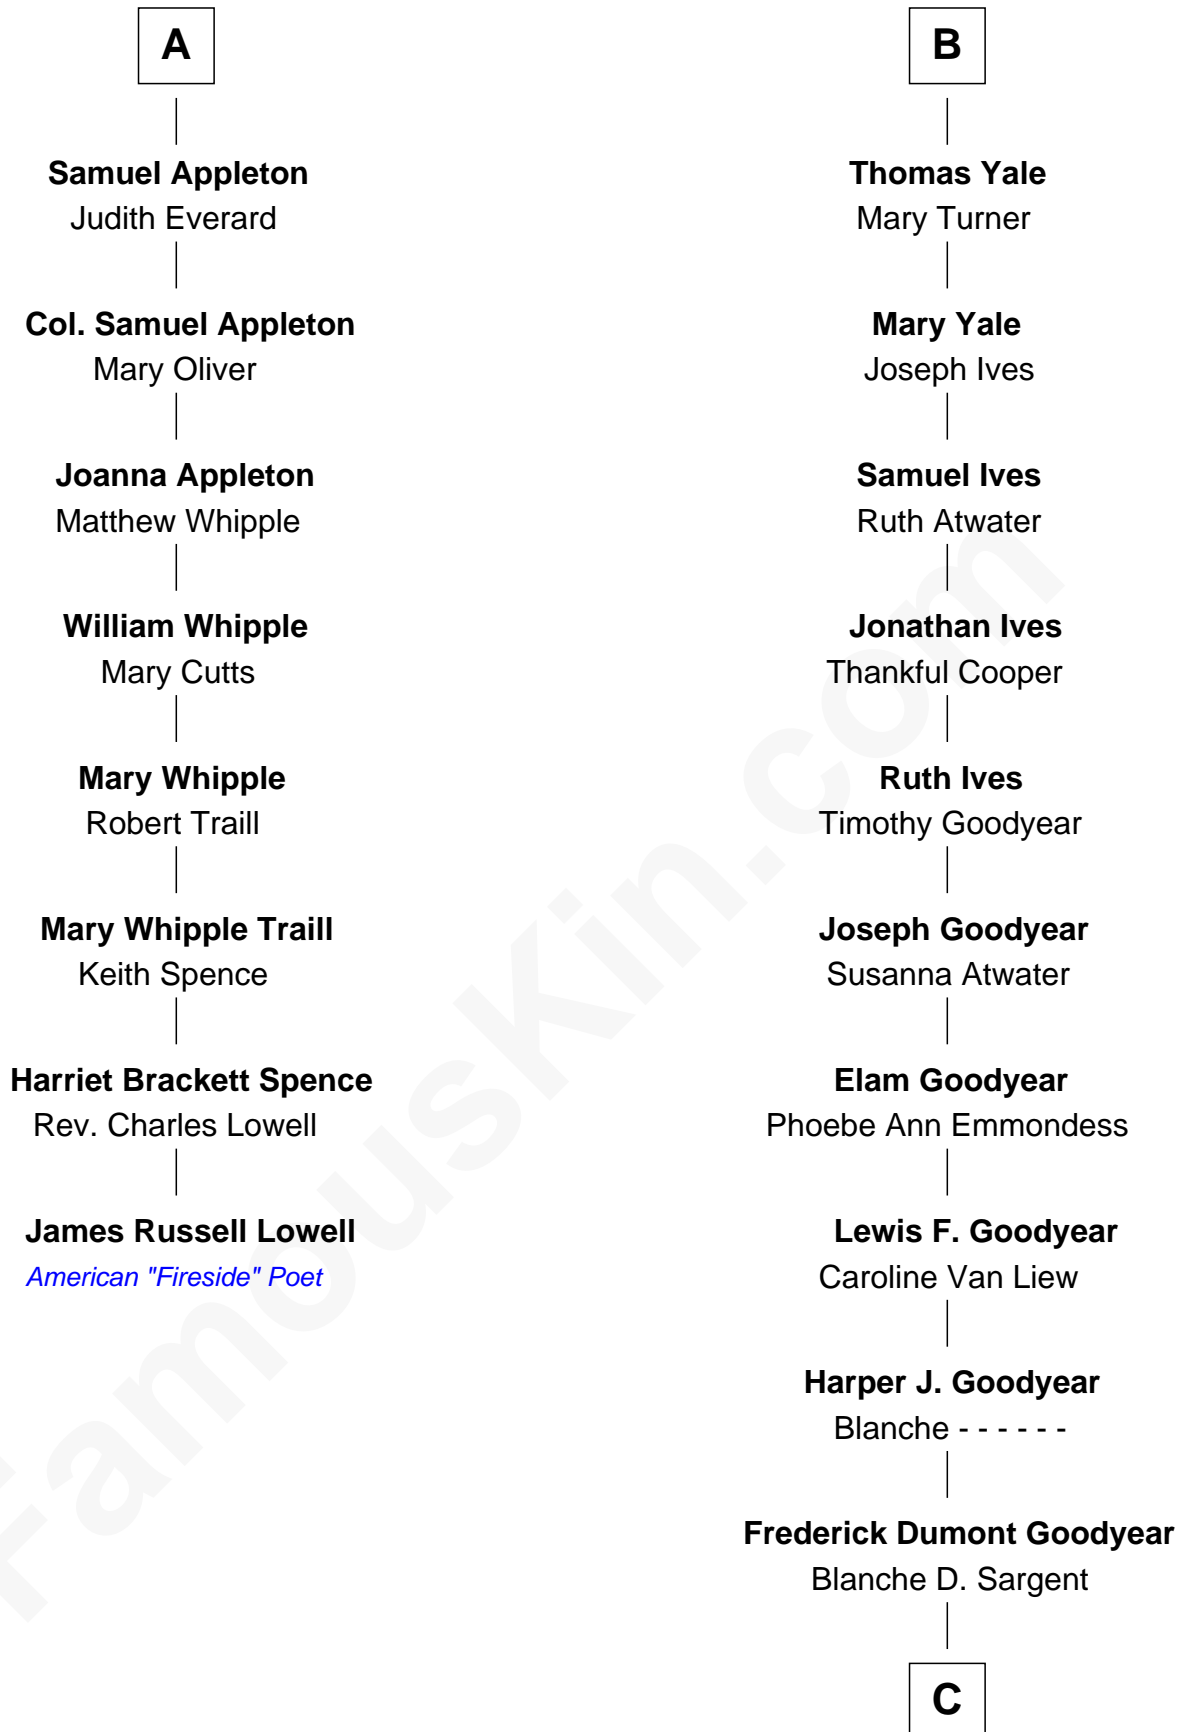 A
Samuel Appleton
Judith Everard
Col. Samuel Appleton
Mary Oliver
Joanna Appleton
Matthew Whipple
William Whipple
Mary Cutts
Mary Whipple
Robert Traill
Mary Whipple Traill
Keith Spence
Harriet Brackett Spence
Rev. Charles Lowell
James Russell Lowell
American "Fireside" Poet
B
Thomas Yale
Mary Turner
Mary Yale
Joseph Ives
Samuel Ives
Ruth Atwater
Jonathan Ives
Thankful Cooper
Ruth Ives
Timothy Goodyear
Joseph Goodyear
Susanna Atwater
Elam Goodyear
Phoebe Ann Emmondess
Lewis F. Goodyear
Caroline Van Liew
Harper J. Goodyear
Blanche - - - - - -
Frederick Dumont Goodyear
Blanche D. Sargent
C
FamousKin.com